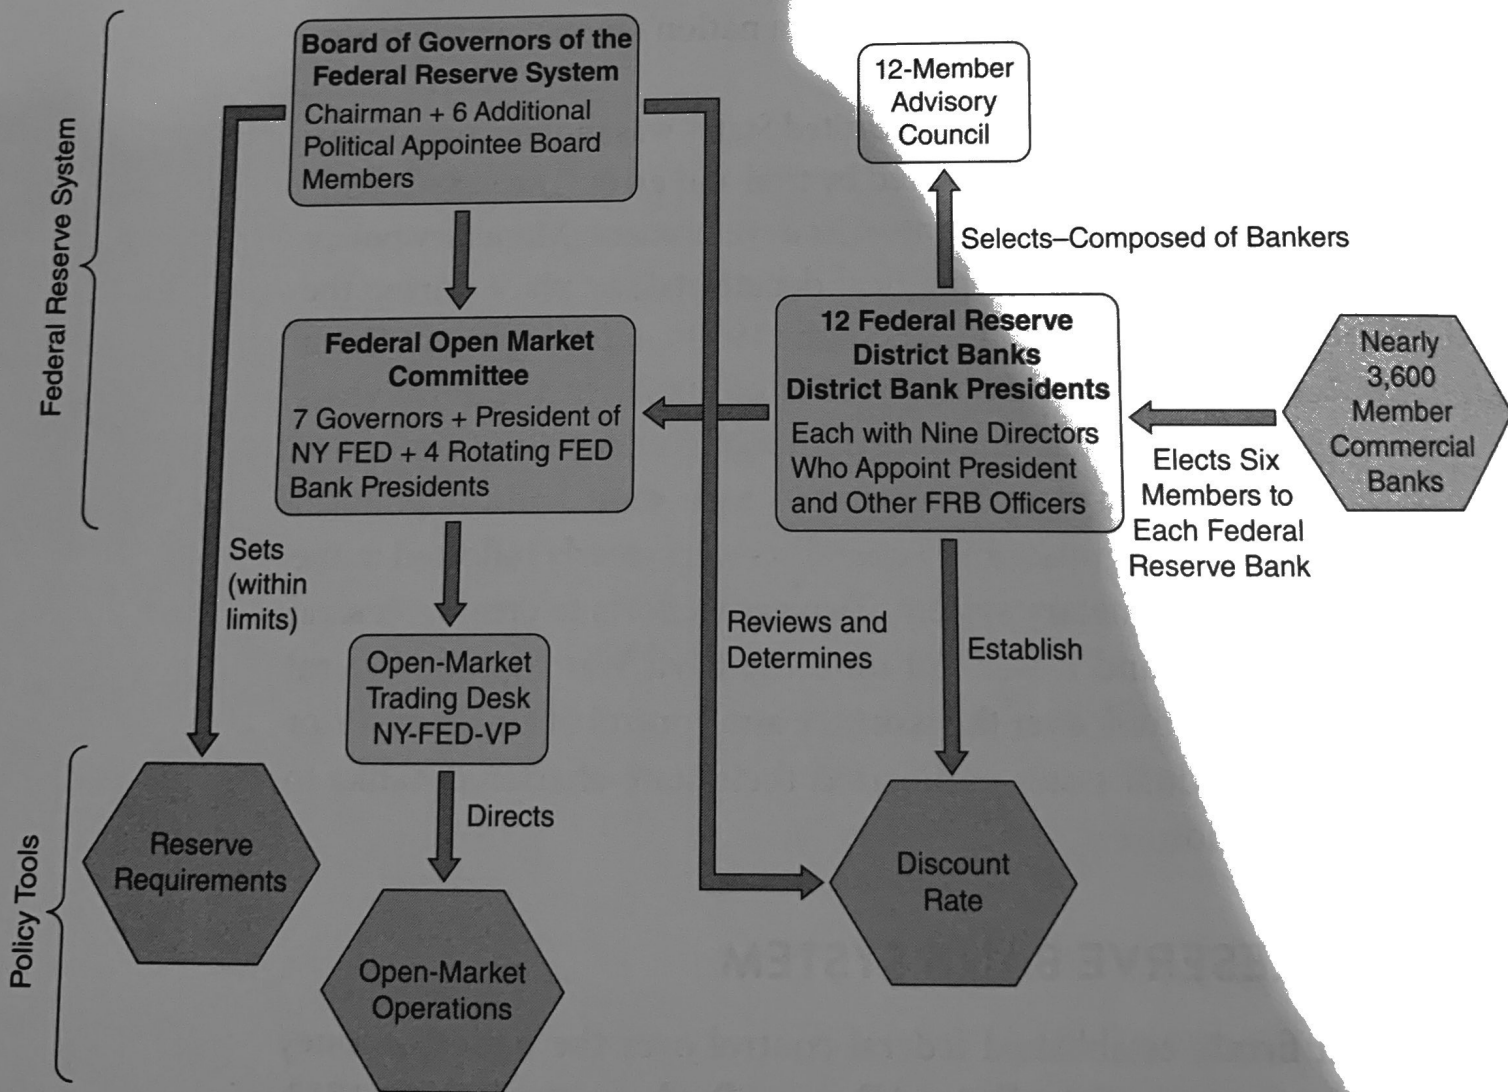 Federal Reserve System
Board of Governors of the
Federal Reserve System
Chairman + 6 Additional
Political Appointee Board
Members
12-Member
Advisory
Council
Selects–Composed of Bankers
Federal Open Market
Committee
7 Governors + President of
NY FED + 4 Rotating FED
Bank Presidents
12 Federal Reserve
District Banks
District Bank Presidents
Each with Nine Directors
Who Appoint President
and Other FRB Officers
Nearly
3,600
Member
Commercial
Banks
Elects Six
Members to
Each Federal
Reserve Bank
Sets
(within
limits)
Open-Market
Trading Desk
NY-FED-VP
Reviews and
Determines
Establish
Directs
Policy Tools
Reserve
Requirements
Open-Market
Operations
Discount
Rate